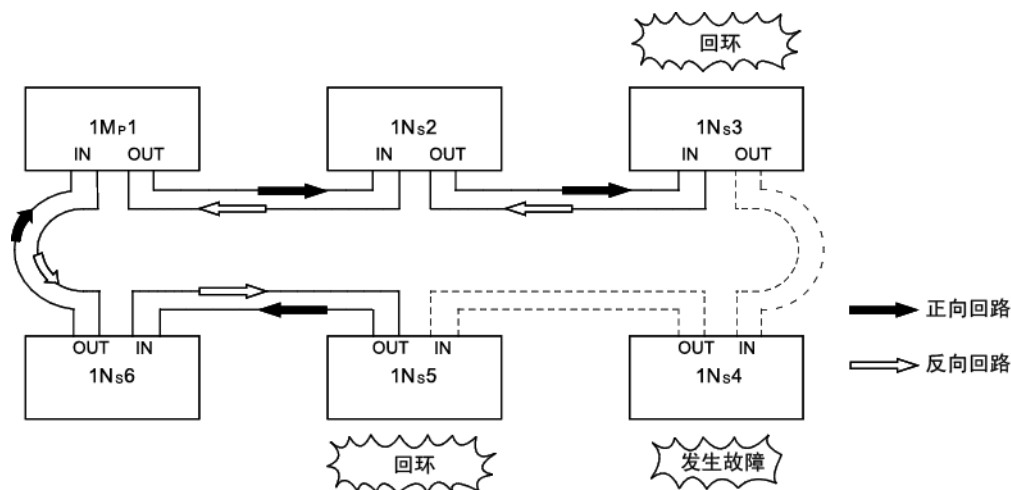 回环
1MP1
IN OUT
1NS2
IN OUT
1NS3
IN OUT
正向回路
反向回路
OUT IN
1NS6
OUT IN
1NS5
OUT IN
1NS4
回环
发生故障